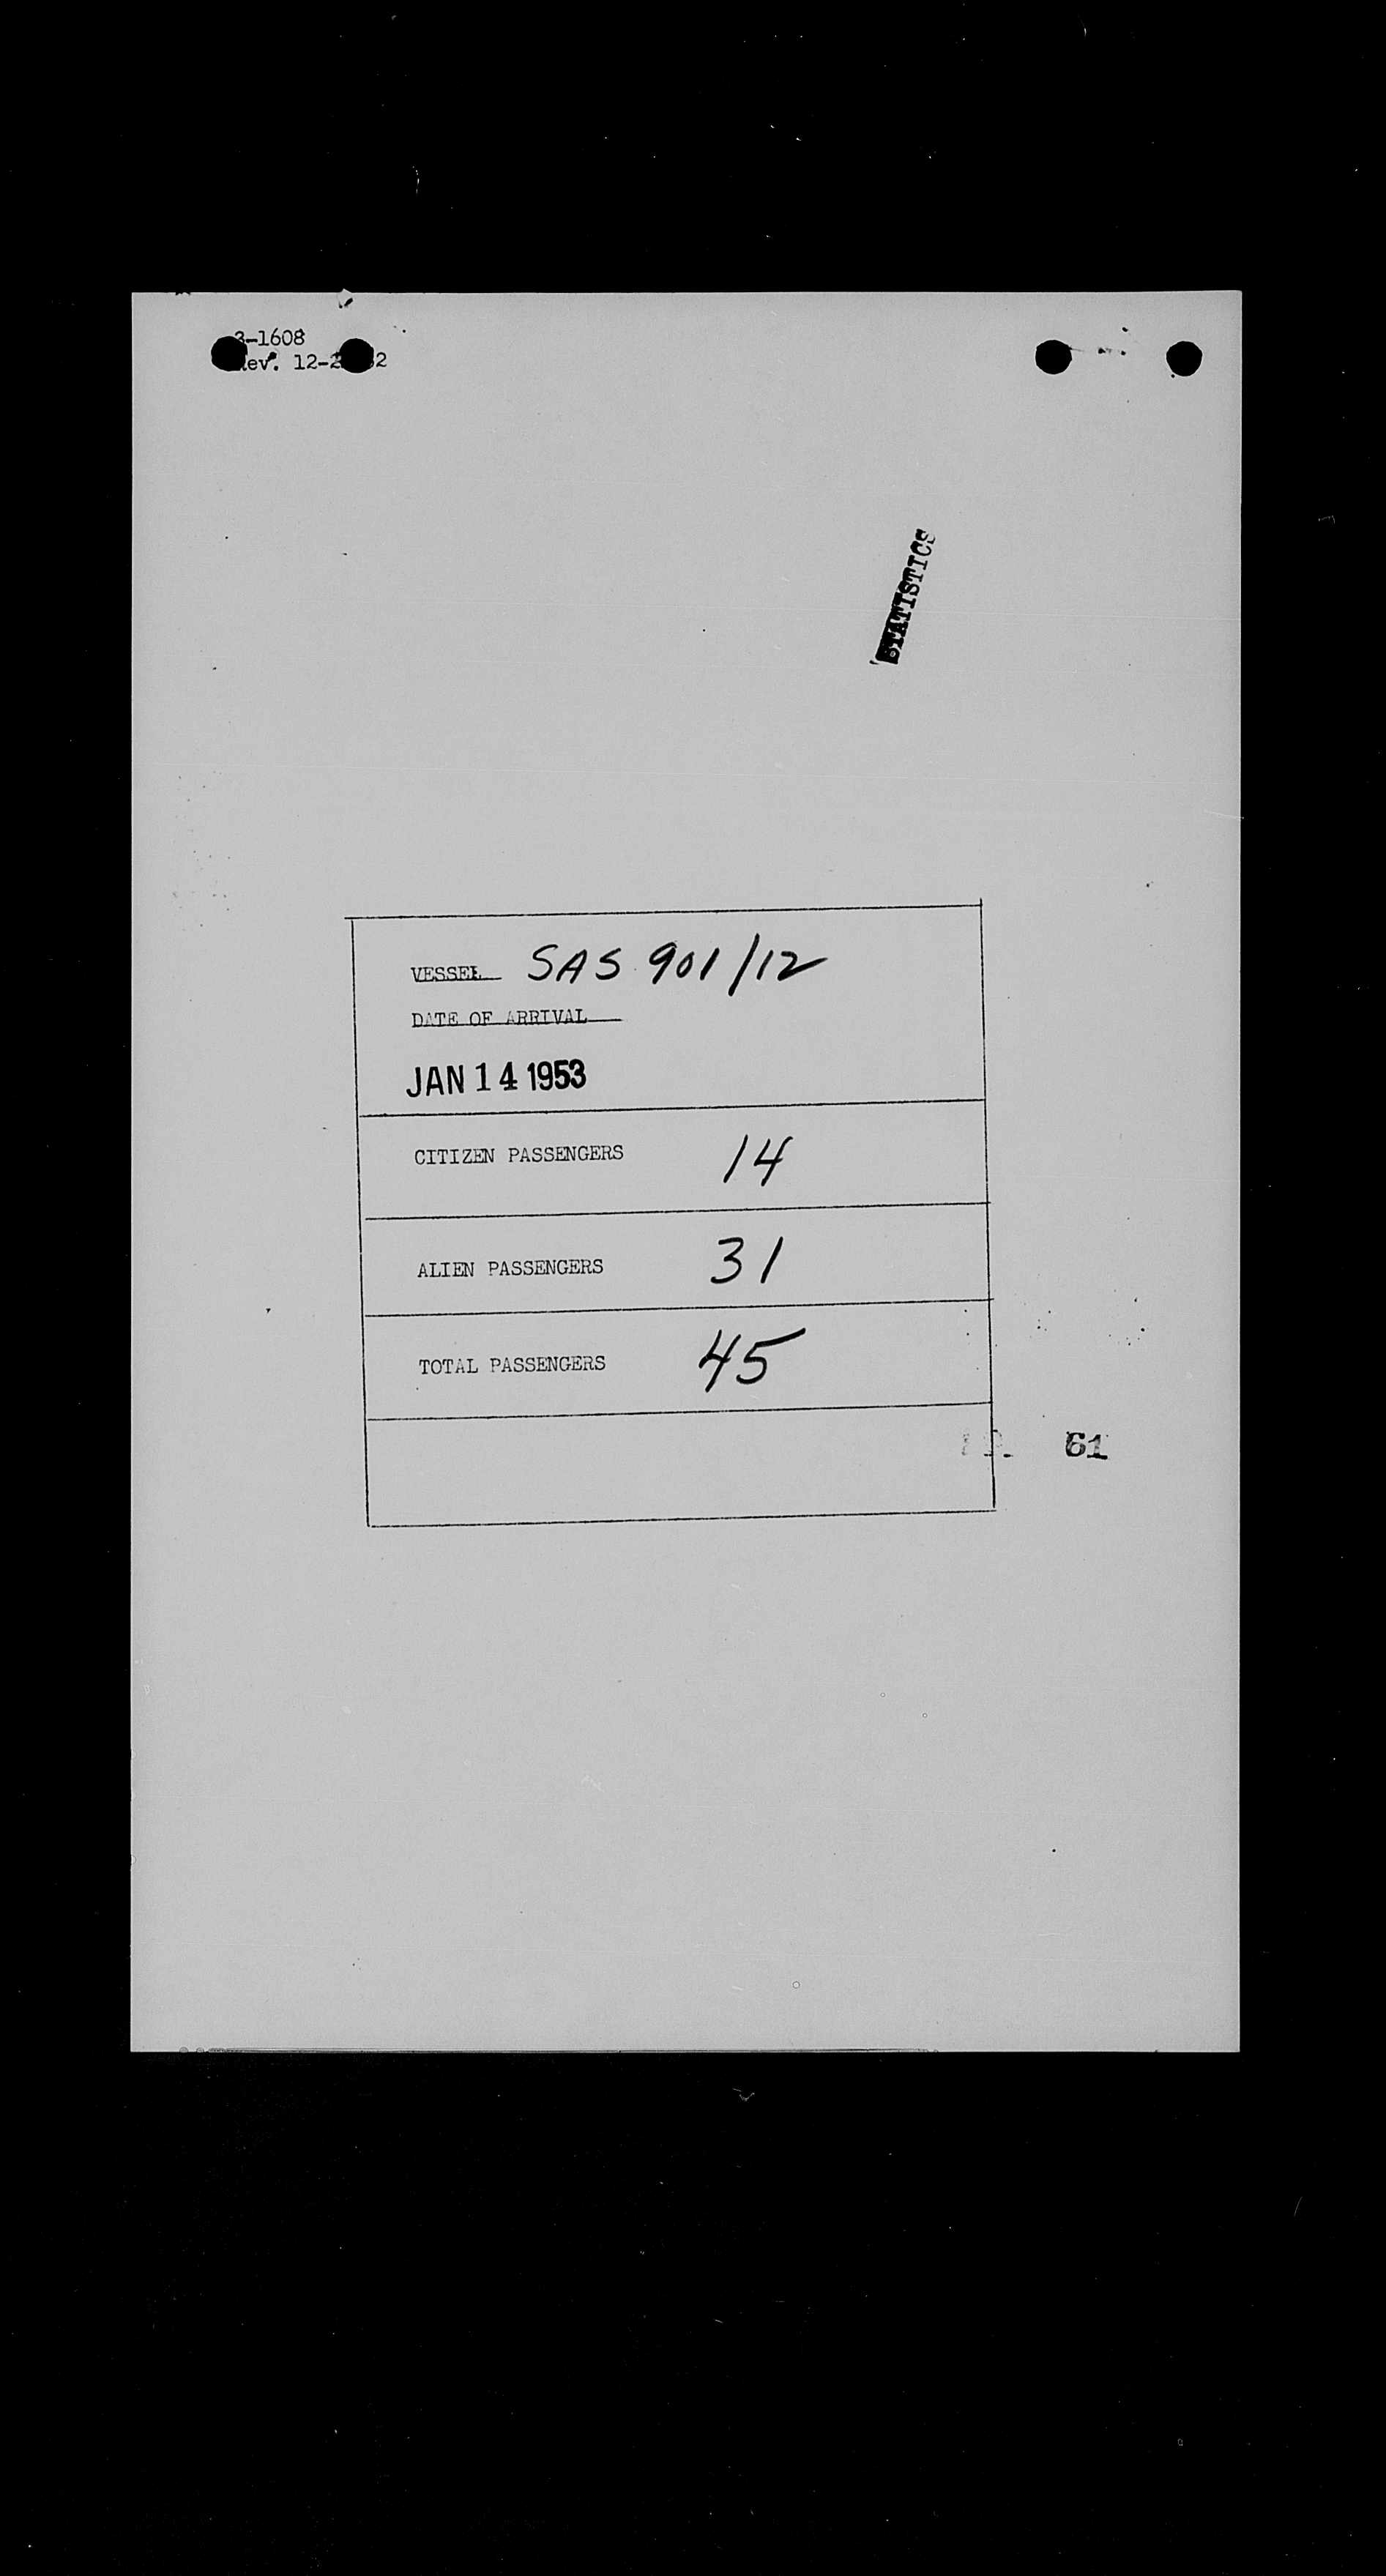 3-1608
Rev. 12-2
STATISTICS
VESSEL SAS 901/12
DATE OF ARRIVAL
JAN 14 1953
CITIZEN PASSENGERS 14
ALIEN PASSENGERS 31
TOTAL PASSENGERS 45
61